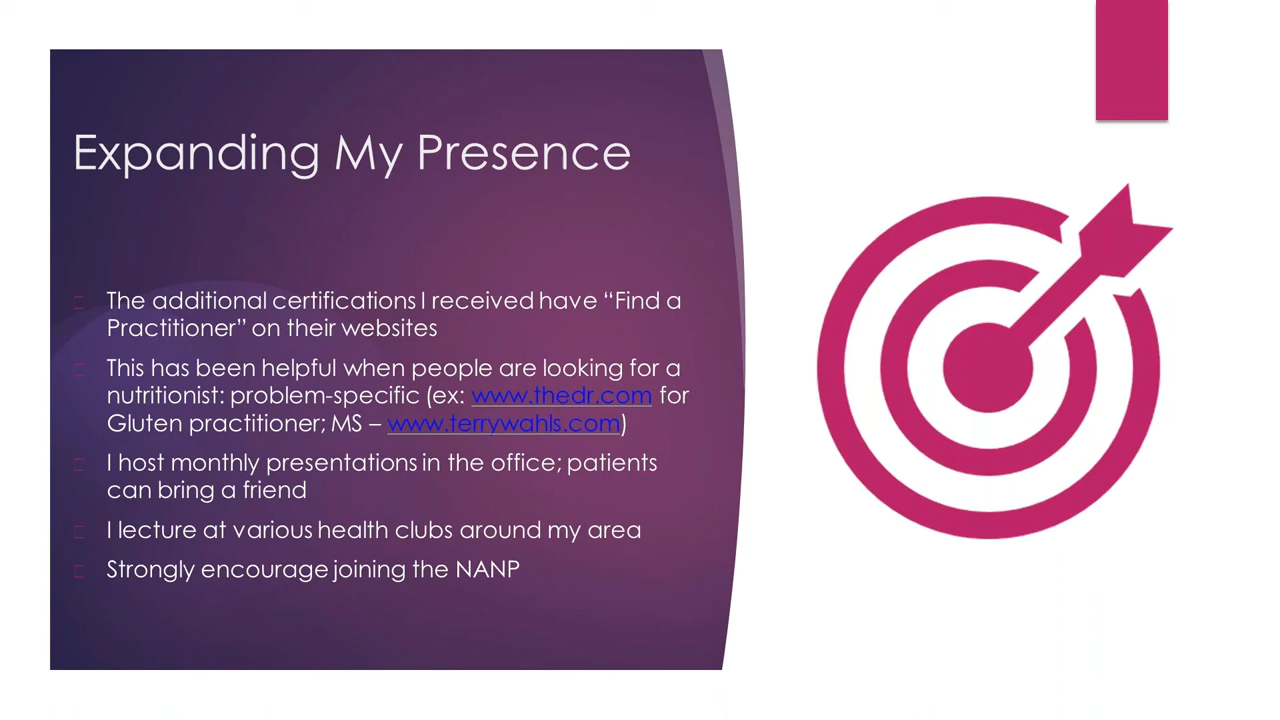 Expanding My Presence
The additional certifications I received have “Find a
Practitioner” on their websites
This has been helpful when people are looking for a
nutritionist: problem-specific (ex: www.thedr.com for
Gluten practitioner; MS – www.terrywahls.com)
I host monthly presentations in the office; patients
can bring a friend
I lecture at various health clubs around my area
Strongly encourage joining the NANP